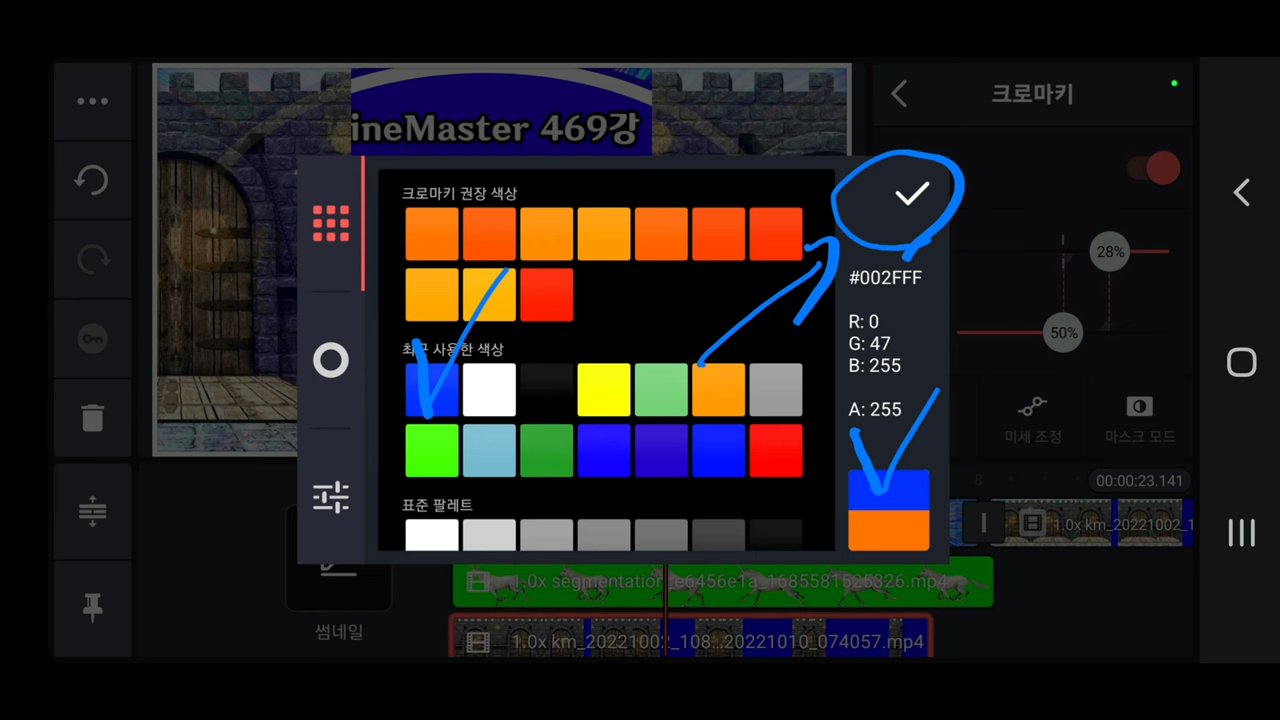 ineMaster 469강
크로마키
크로마키 권장 색상
#002FFF
28%
R: 0
G: 47
B: 255
50%
최근 사용한 색상
A: 255
미세 조정
마스크 모드
표준 팔레트
8
00:00:23.141
1.0x km_20221002_1
1.0x segmentation_e6456e1a_1685581525326.mp4
썸네일
1.0x km_20221002_108...20221010_074057.mp4